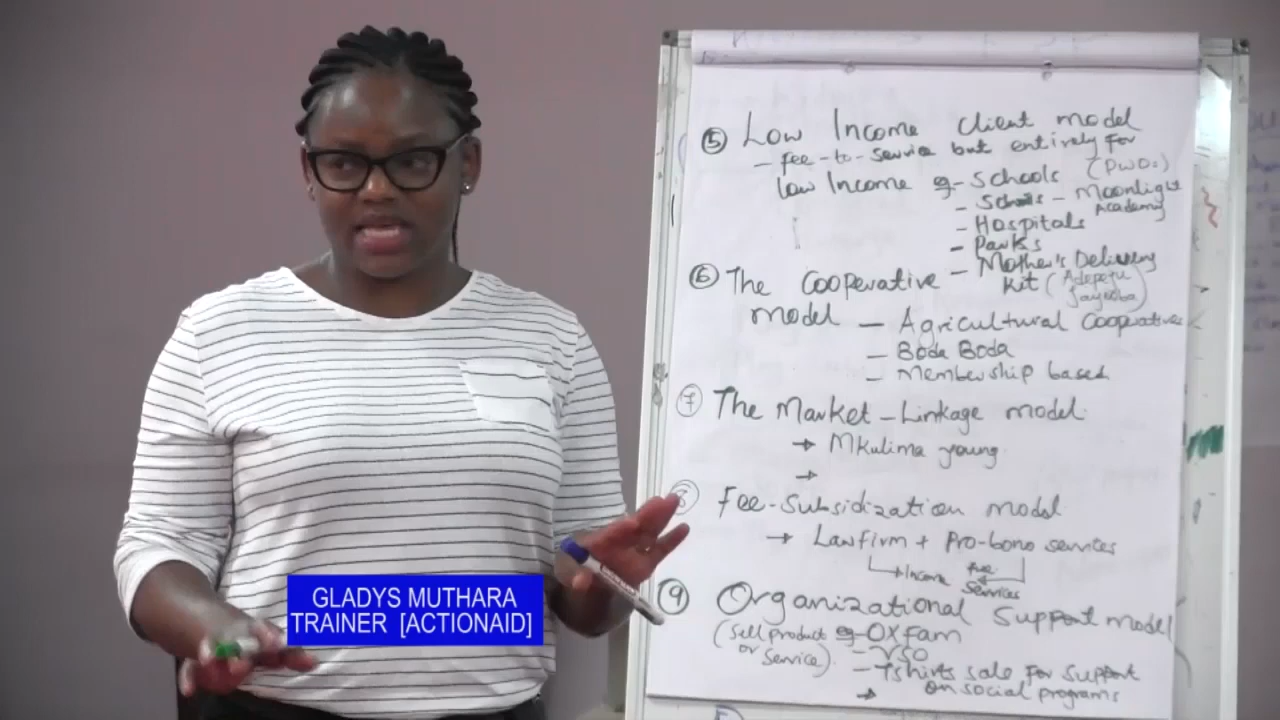 ⑤ Low Income Client model
- Fee-to-service but entirely for
low Income eg - Schools (PWDs)
- Schools - Moonlight
Academy
- Hospitals
- Parks
- Mother's Delivery
Kit (Adepeju
Jaiyeoba)
⑥ The Cooperative
model - Agricultural Cooperatives
- Boda Boda
- Membership based
⑦ The Market-Linkage model
→ Mkulima young
→
⑧ Fee-Subsidization model
→ Lawfirm + Pro-bono services
Income fee
services
⑨ Organizational Support model
(Sell product eg - Oxfam
or Service). - VSO
- Tshirts sale for support
on social programs
GLADYS MUTHARA
TRAINER [ACTIONAID]